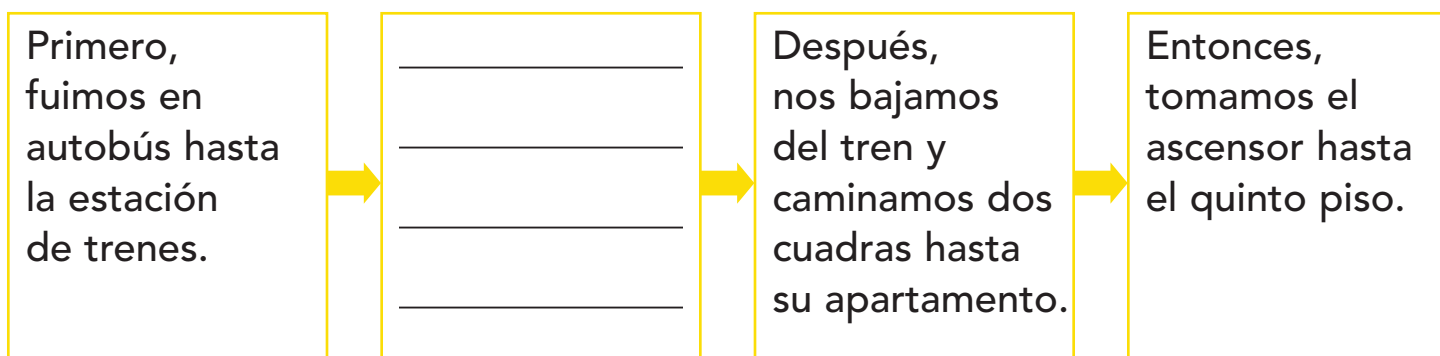 Primero,
fuimos en
autobús hasta
la estación
de trenes.
Después,
nos bajamos
del tren y
caminamos dos
cuadras hasta
su apartamento.
Entonces,
tomamos el
ascensor hasta
el quinto piso.